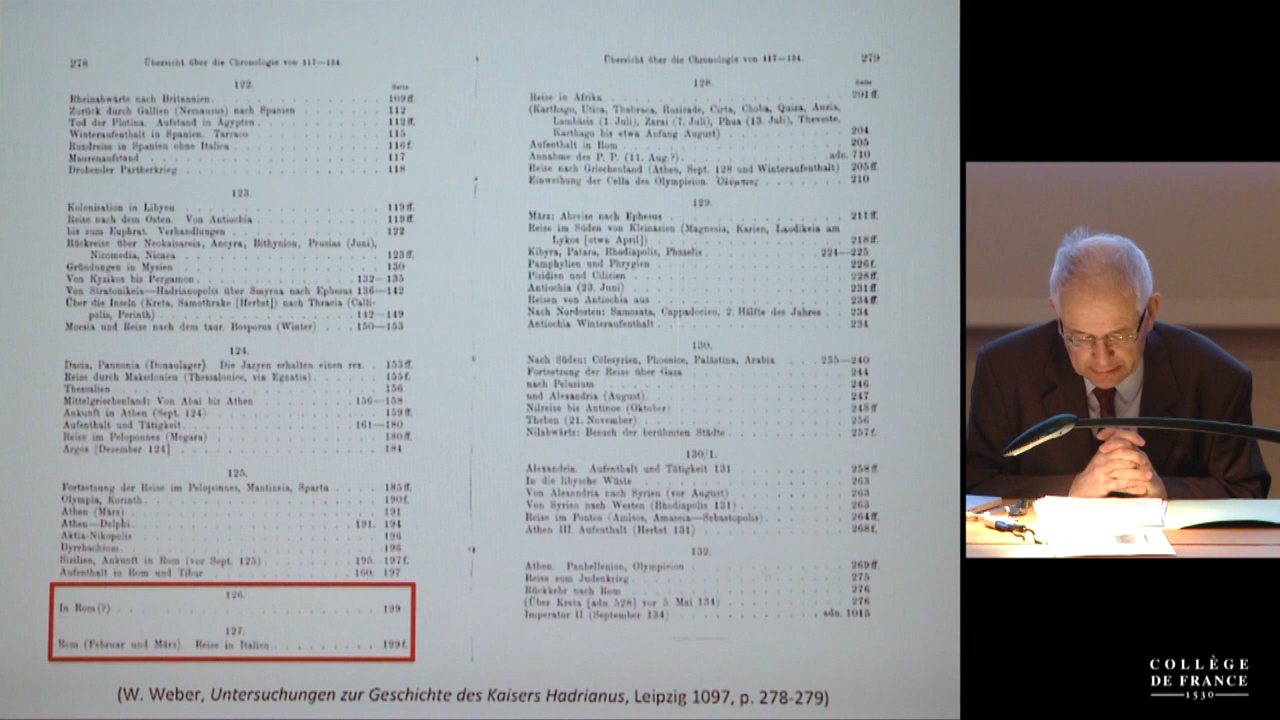 278 Übersicht über die Chronologie von 117—134.
122.
Seite
Rheinabwärts nach Britannien. 109ff.
Zurück durch Gallien (Nemausus) nach Spanien 112
Tod der Plotina. Aufstand in Ägypten 112ff.
Winteraufenthalt in Spanien. Tarraco 115
Rundreise in Spanien ohne Italica 116f.
Maurenaufstand 117
Drohender Partherkrieg 118
123.
Kolonisation in Libyen 119ff.
Reise nach dem Osten. Von Antiochia 119ff.
bis zum Euphrat. Verhandlungen 122
Rückreise über Neokaisareia, Ancyra, Bithynion, Prusias (Juni),
Nicomedia, Nicaea 123ff.
Gründungen in Mysien 130
Von Kyzikos bis Pergamon. 132—135
Von Stratonikeia—Hadrianopolis über Smyrna nach Ephesus 136—142
Über die Inseln (Kreta, Samothrake [Herbst]) nach Thracia (Calli-
polis, Perinth) 142—149
Moesia und Reise nach dem taur. Bosporus (Winter) 150—153
124.
Dacia, Pannonia (Donaulager). Die Jazyen erhalten einen rex. 153ff.
Reise durch Makedonien (Thessalonice, via Egnatia) 155f.
Thessalien 156
Mittelgriechenland: Von Abai bis Athen 156—158
Ankunft in Athen (Sept. 124) 159ff.
Aufenthalt und Tätigkeit 161—180
Reise im Peloponnes (Megara) 180ff.
Argos [Dezember 124] 184
125.
Fortsetzung der Reise im Peloponnes, Mantineia, Sparta 185ff.
Olympia, Korinth 190f.
Athen (März) 191
Athen—Delphi 191. 194
Aktia-Nikopolis 196
Dyrrhachium 196
Sizilien, Ankunft in Rom (vor Sept. 125) 195. 197f.
Aufenthalt in Rom und Tibur 160. 197
126.
In Rom(?) 199
127.
Rom (Februar und März). Reise in Italien 199f.
Übersicht über die Chronologie von 117—134. 279
128.
Seite
Reise in Afrika 201ff.
(Karthago, Utica, Thabraca, Rusicade, Cirta, Choba, Quiza, Auzia,
Lambäsis (1. Juli), Zarai (7. Juli), Phua (13. Juli), Theveste,
Karthago bis etwa Anfang August) 204
Aufenthalt in Rom 205
Annahme des P. P. (11. Aug.?) adn. 710
Reise nach Griechenland (Athen, Sept. 128 und Winteraufenthalt) 205ff.
Einweihung der Cella des Olympieion. 210
129.
März: Abreise nach Ephesus 211ff.
Reise im Süden von Kleinasien (Magnesia, Karien, Laodikeia am
Lykos [etwa April]) 218ff.
Kibyra, Patara, Rhodiapolis, Phaselis 224—225
Pamphylien und Phrygien 226f.
Pisidien und Cilicien 228ff.
Antiochia (23. Juni) 231ff.
Reisen von Antiochia aus 234ff.
Nach Nordosten: Samosata, Cappadocien, 2. Hälfte des Jahres 234
Antiochia Winteraufenthalt 234
130.
Nach Süden: Cölesyrien, Phoenice, Palästina, Arabia 235—240
Fortsetzung der Reise über Gaza 244
nach Pelusium 246
und Alexandria (August) 247
Nilreise bis Antinoe (Oktober) 248ff
Theben (21. November) 256
Nilabwärts: Besuch der berühmten Städte 257f.
130/1.
Alexandria. Aufenthalt und Tätigkeit 131 258ff.
In die libysche Wüste 263
Von Alexandria nach Syrien (vor August) 263
Von Syrien nach Westen (Rhodiapolis 131) 263
Reise im Pontos (Amisos, Amaseia—Sebastopolis) 264ff.
Athen III. Aufenthalt (Herbst 131) 268f.
132.
Athen. Panhellenion, Olympieion 269ff.
Reise zum Judenkrieg 275
Rückkehr nach Rom 276
(Über Kreta [adn. 528] vor 5. Mai 134) 276
Imperator II (September 134) adn. 1015
(W. Weber, Untersuchungen zur Geschichte des Kaisers Hadrianus, Leipzig 1097, p. 278-279)
COLLÈGE
DE FRANCE
1530